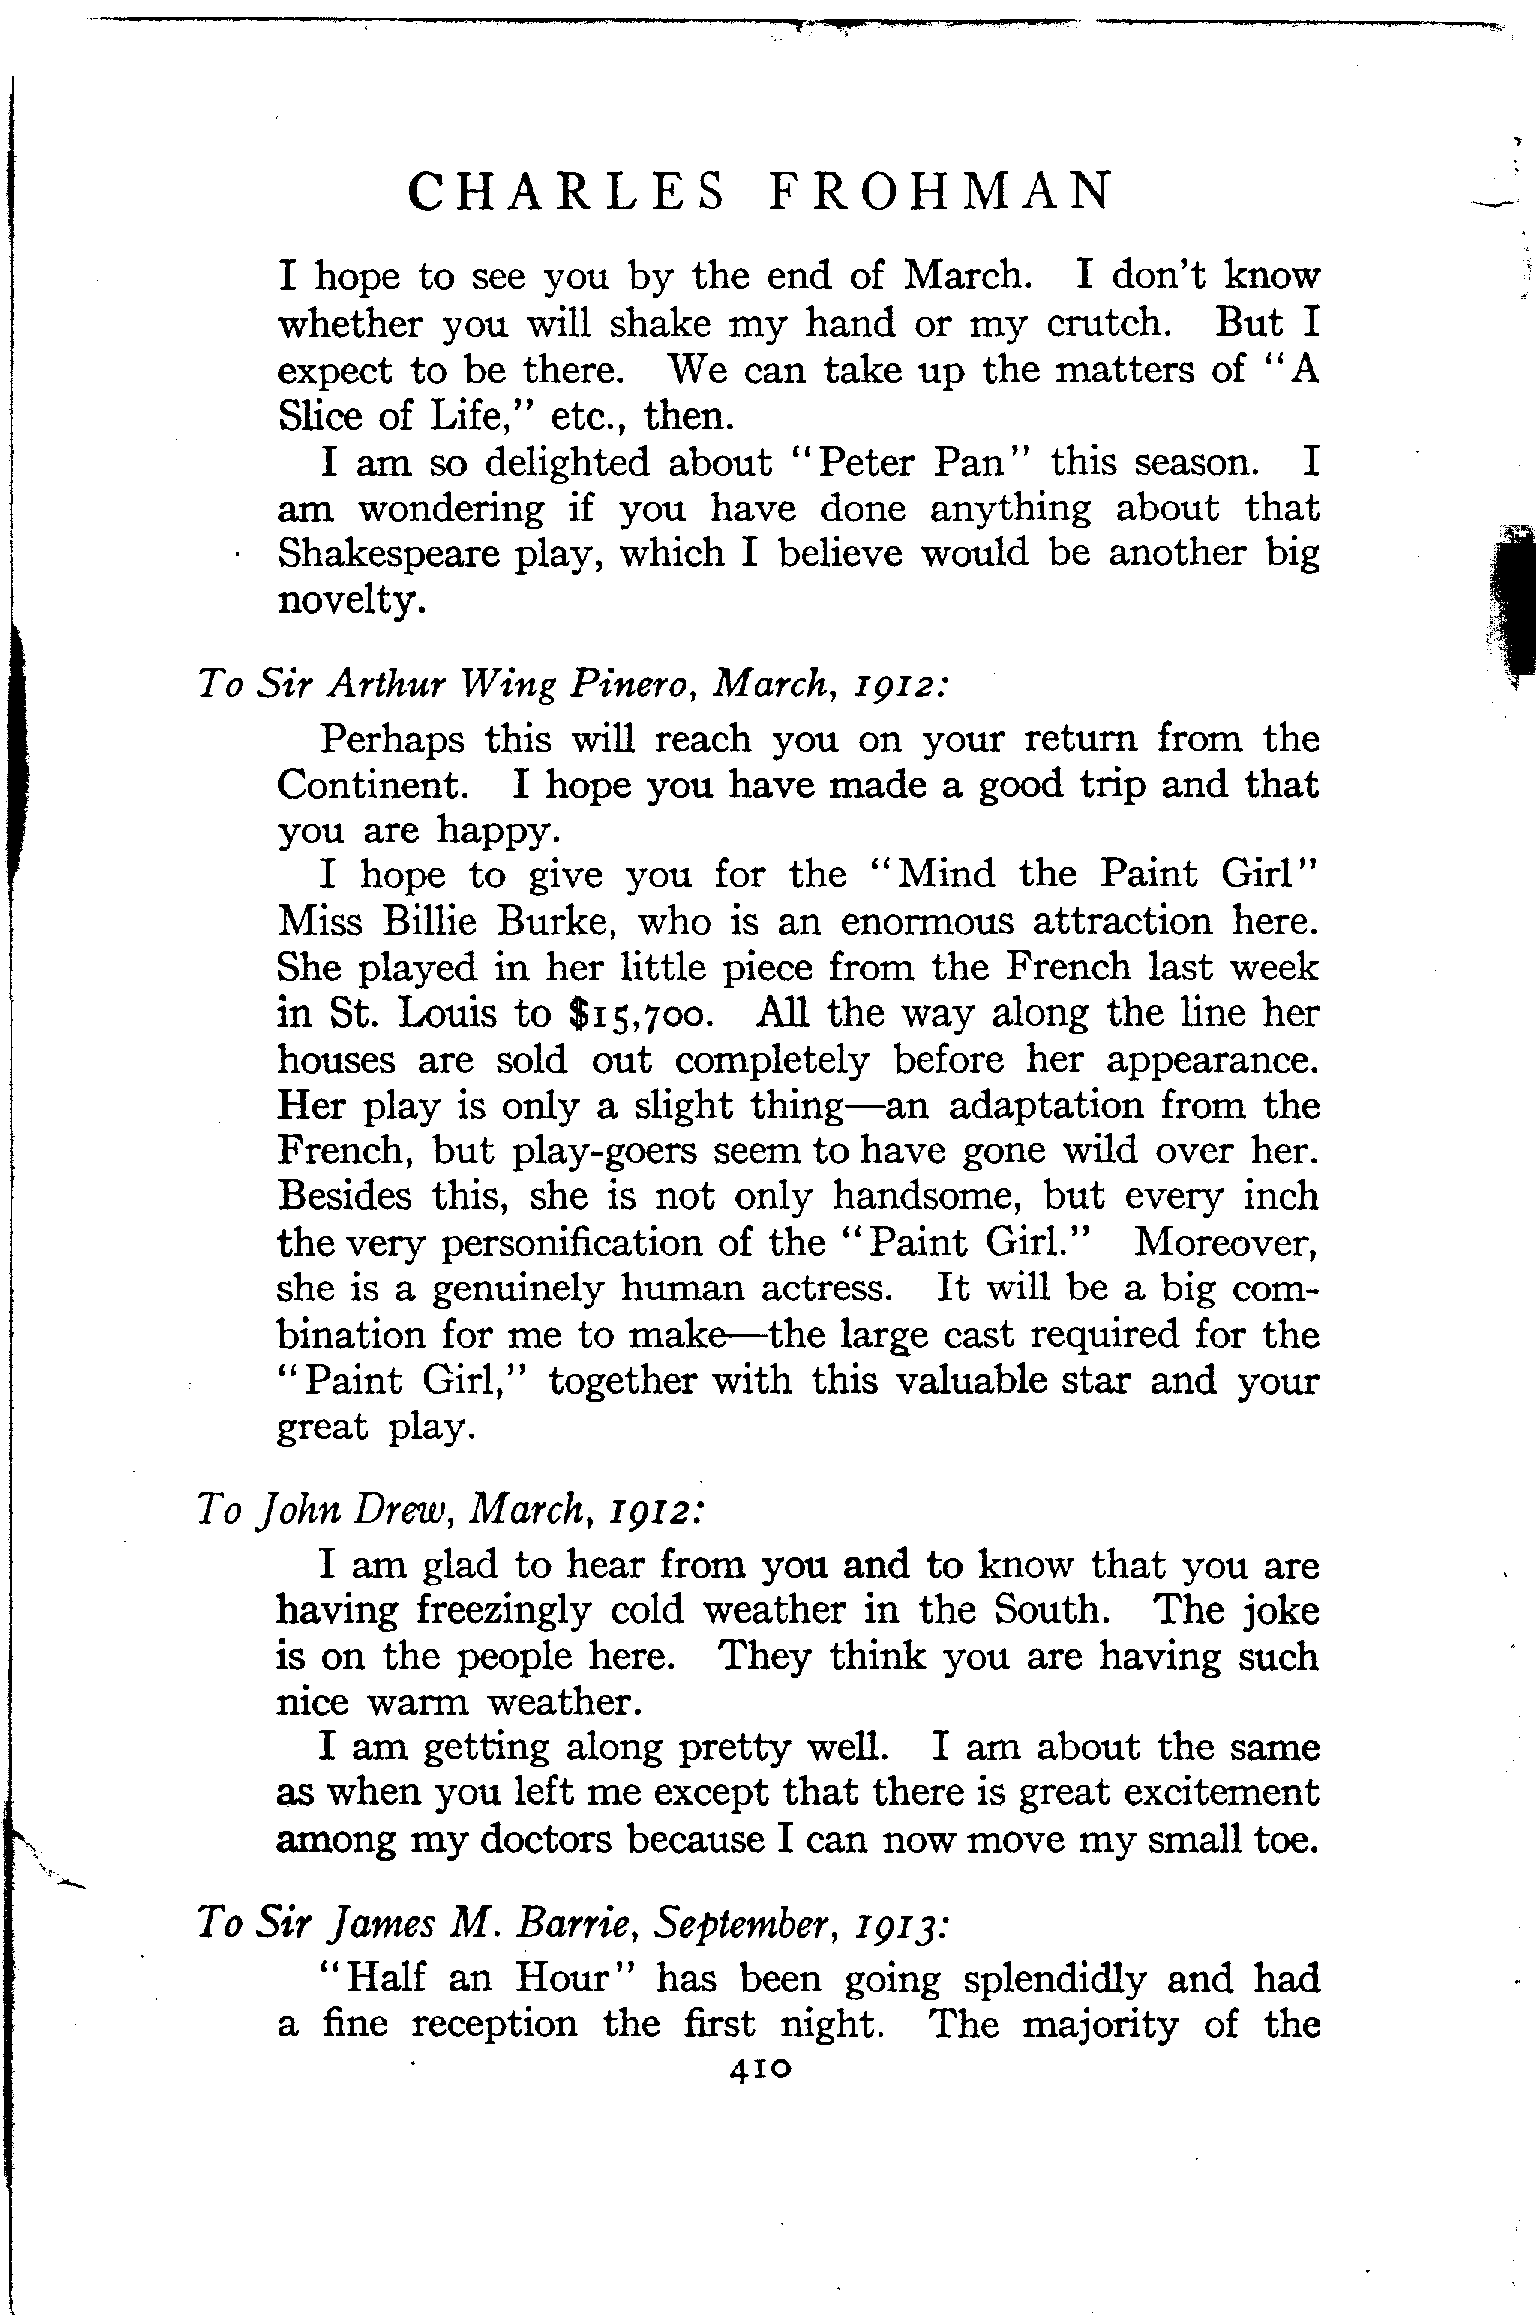 CHARLES FROHMAN
I hope to see you by the end of March. I don't know
whether you will shake my hand or my crutch. But I
expect to be there. We can take up the matters of "A
Slice of Life," etc., then.
I am so delighted about "Peter Pan" this season. I
am wondering if you have done anything about that
Shakespeare play, which I believe would be another big
novelty.
To Sir Arthur Wing Pinero, March, 1912:
Perhaps this will reach you on your return from the
Continent. I hope you have made a good trip and that
you are happy.
I hope to give you for the "Mind the Paint Girl"
Miss Billie Burke, who is an enormous attraction here.
She played in her little piece from the French last week
in St. Louis to $15,700. All the way along the line her
houses are sold out completely before her appearance.
Her play is only a slight thing—an adaptation from the
French, but play-goers seem to have gone wild over her.
Besides this, she is not only handsome, but every inch
the very personification of the "Paint Girl." Moreover,
she is a genuinely human actress. It will be a big com-
bination for me to make—the large cast required for the
"Paint Girl," together with this valuable star and your
great play.
To John Drew, March, 1912:
I am glad to hear from you and to know that you are
having freezingly cold weather in the South. The joke
is on the people here. They think you are having such
nice warm weather.
I am getting along pretty well. I am about the same
as when you left me except that there is great excitement
among my doctors because I can now move my small toe.
To Sir James M. Barrie, September, 1913:
"Half an Hour" has been going splendidly and had
a fine reception the first night. The majority of the
410